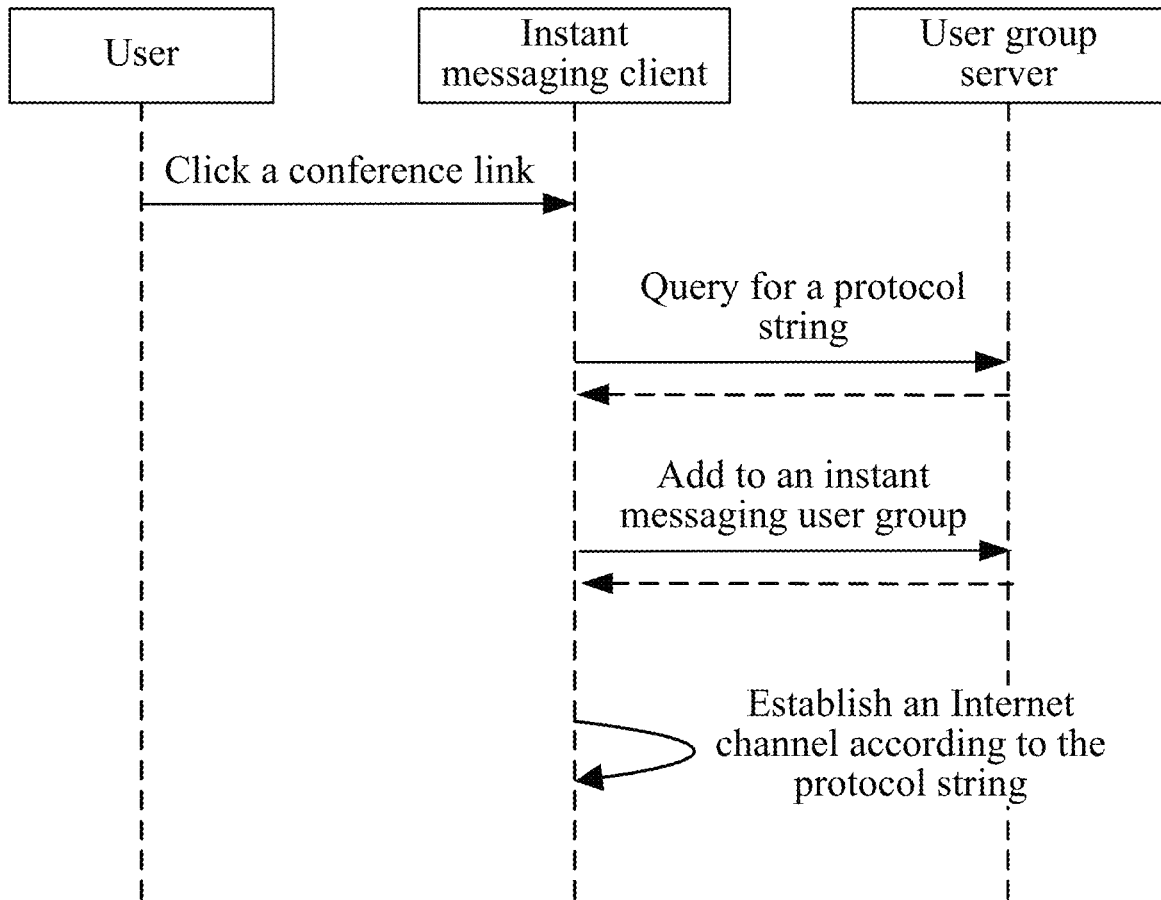 User
Instant
messaging client
User group
server
Click a conference link
Query for a protocol
string
Add to an instant
messaging user group
Establish an Internet
channel according to the
protocol string